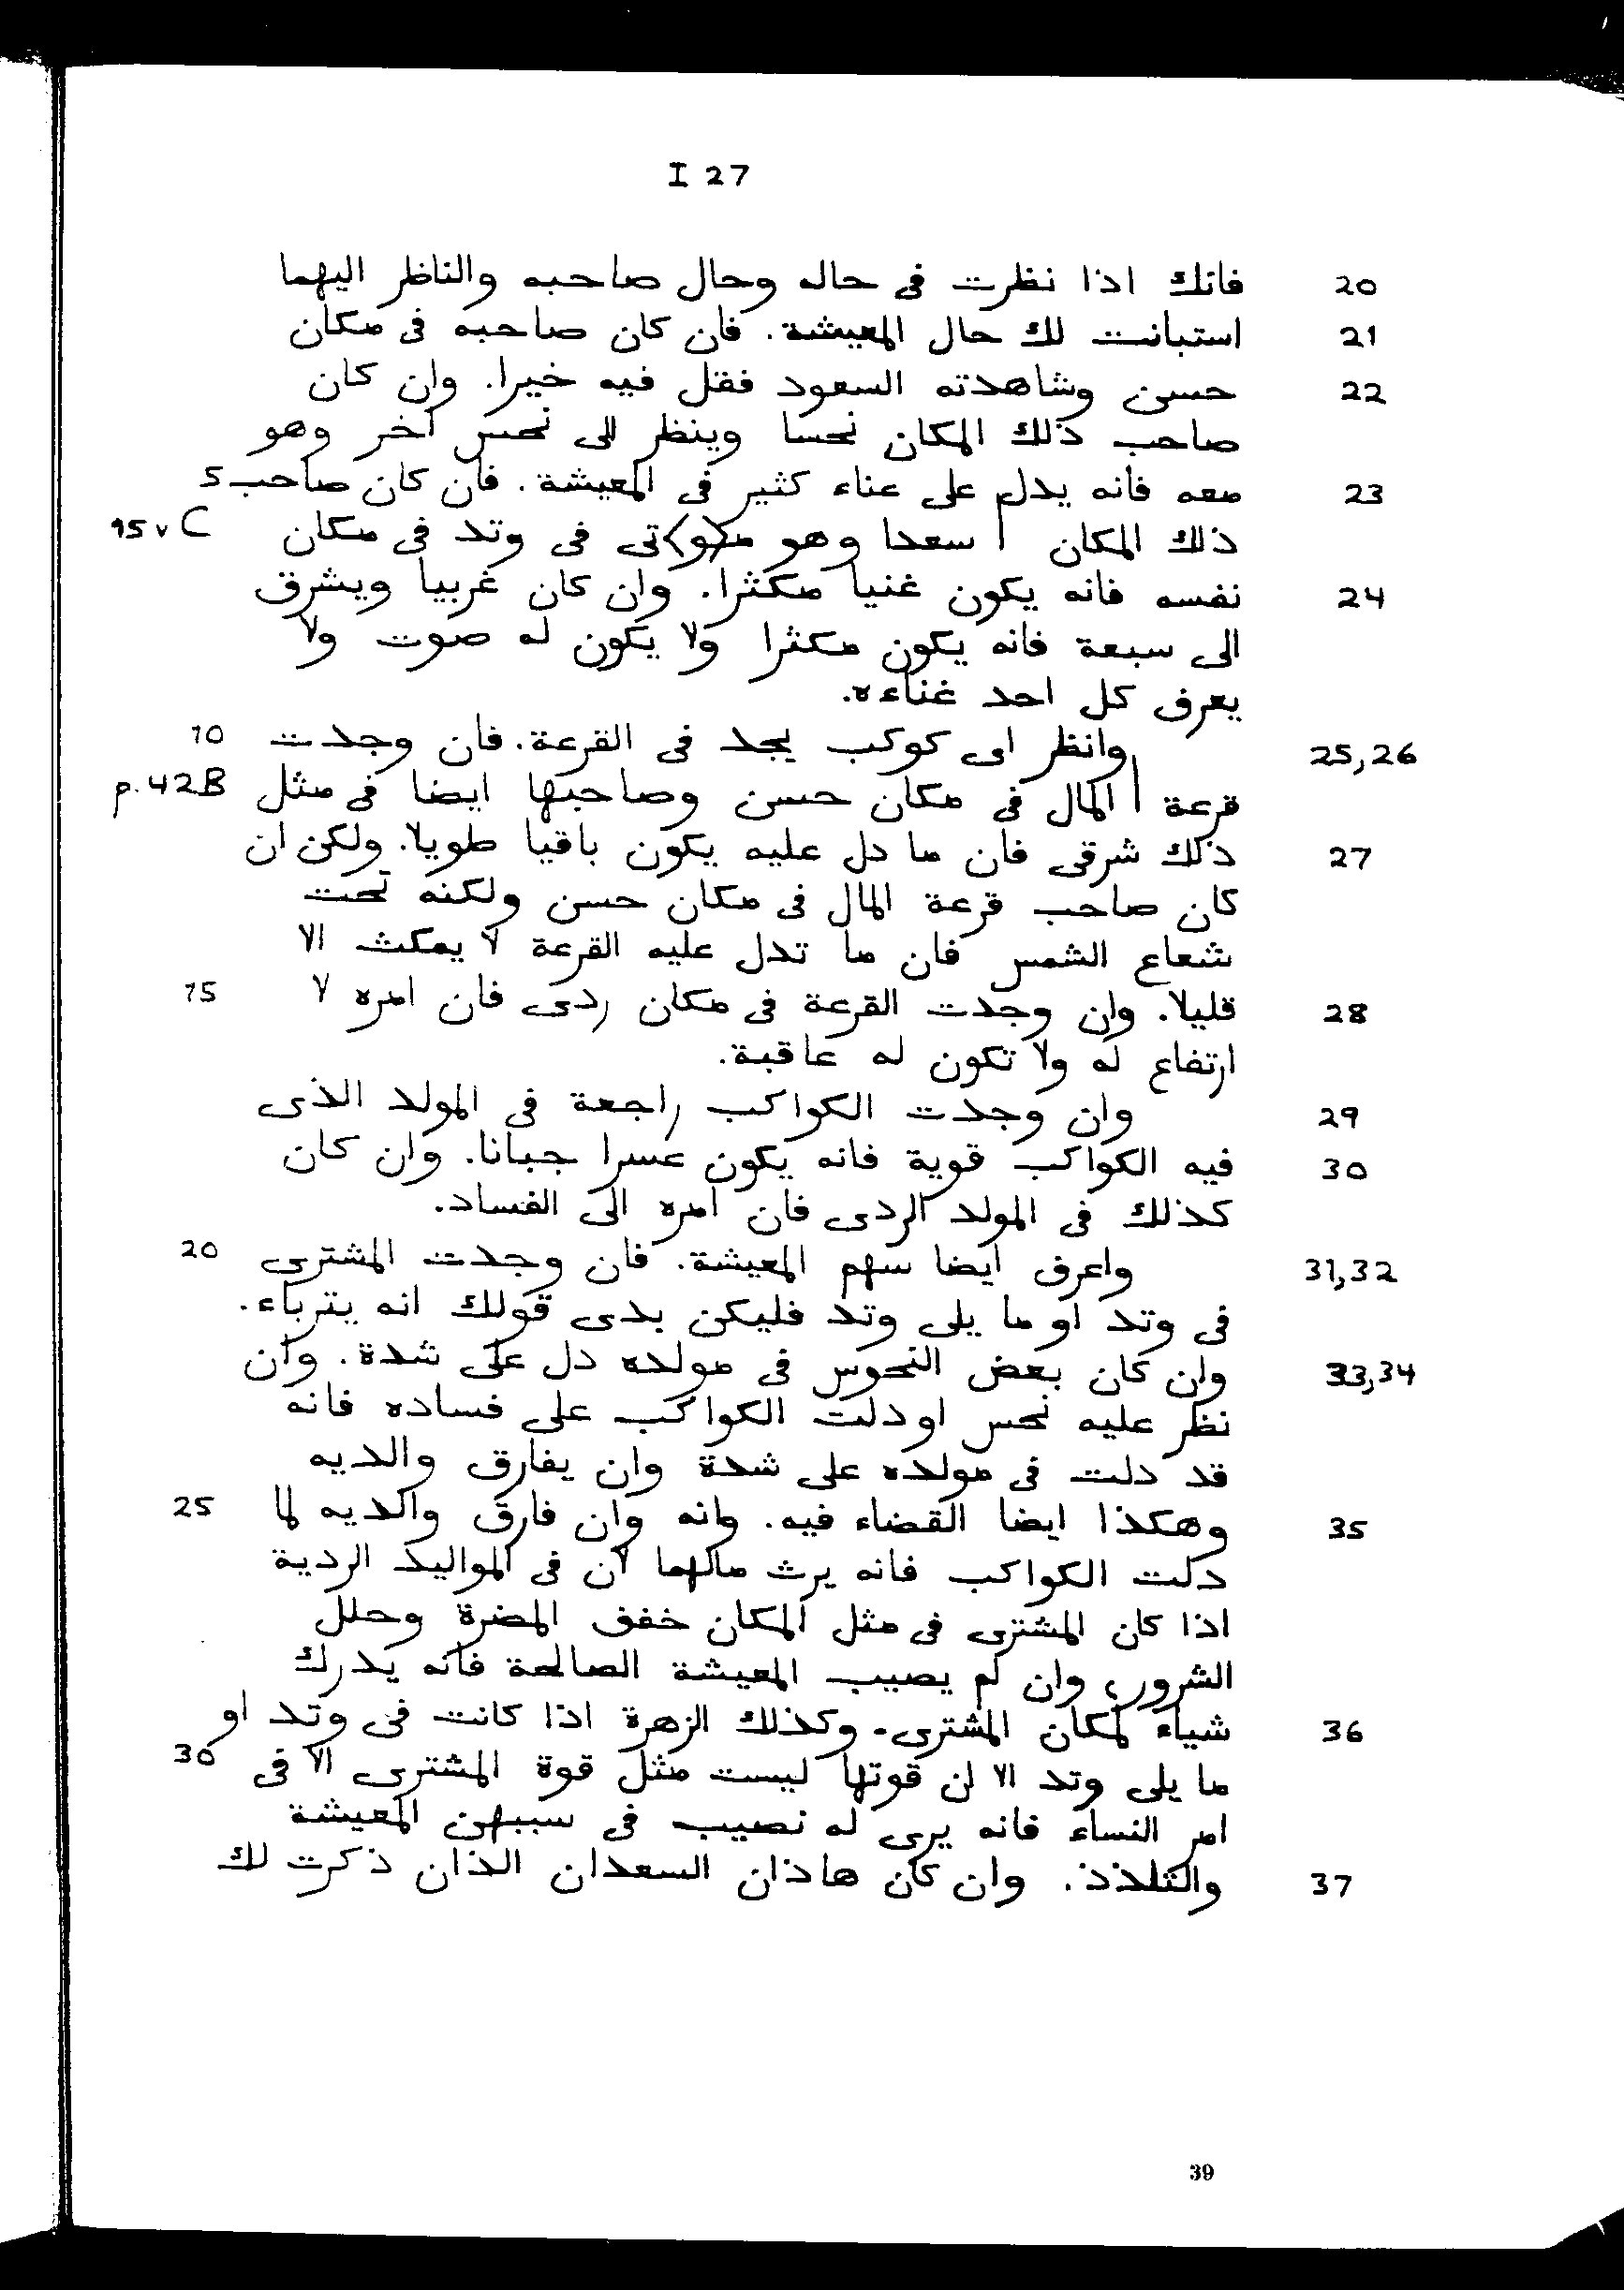 I 27
20 فانك اذا نظرت فى حاله وحال صاحبه والناظر اليهما
21 استبانت لك حال المعيشة. فان كان صاحبه فى مكان
22 حسن وشاهدته السعود فقل فيه خيرا. وان كان
صاحب ذلك المكان نحسا وينظر الى نحس آخر وهو
23 معه فانه يدل على عناء كثير فى المعيشة. فان كان صاحب 5
ذلك المكان | سعدا وهو م<و>تى فى وتد فى مكان 95v C
24 نفسه فانه يكون غنيا مكثرا. وان كان غربيا ويشرق
الى سبعة فانه يكون مكثرا ولا يكون له صوت ولا
يعرف كل احد غناءه.
25,26 وانظر اى كوكب يجد فى القرعة. فان وجدت 10
قرعة | المال فى مكان حسن وصاحبها ايضا فى مثل p.42B
27 ذلك شرقى فان ما دل عليه يكون باقيا طويلا. ولكن ان
كان صاحب قرعة المال فى مكان حسن ولكنه تحت
شعاع الشمس فان ما تدل عليه القرعة لا يمكث الا
28 قليلا. وان وجدت القرعة فى مكان ردى فان امره لا 15
ارتفاع له ولا تكون له عاقبة.
29 وان وجدت الكواكب راجعة فى المولد الذى
30 فيه الكواكب قوية فانه يكون عسرا جبانا. وان كان
كذلك فى المولد الردى فان امره الى الفساد.
31,32 واعرف ايضا سهم المعيشة. فان وجدت المشترى 20
فى وتد او ما يلى وتد فليكن بدى قولك انه يترباء.
33,34 وان كان بعض النحوس فى مولده دل على شدة. وان
نظر عليه نحس او دلت الكواكب على فساده فانه
قد دلت فى مولده على شدة وان يفارق والديه
35 وهكذا ايضا القضاء فيه. وانه وان فارق والديه لما 25
دلت الكواكب فانه يرث مالهما لان فى المواليد الردية
اذا كان المشترى فى مثل المكان خفف المضرة وحلل
الشرور، وان لم يصيب المعيشة الصالحة فانه يدرك
36 شياء لمكان المشترى. وكذلك الزهرة اذا كانت فى وتد او
ما يلى وتد الا ان قوتها ليست مثل قوة المشترى الا فى 30
امر النساء فانه يرى له نصيب فى سببهن المعيشة
37 والتلذذ. وان كان هاذان السعدان الذان ذكرت لك
39